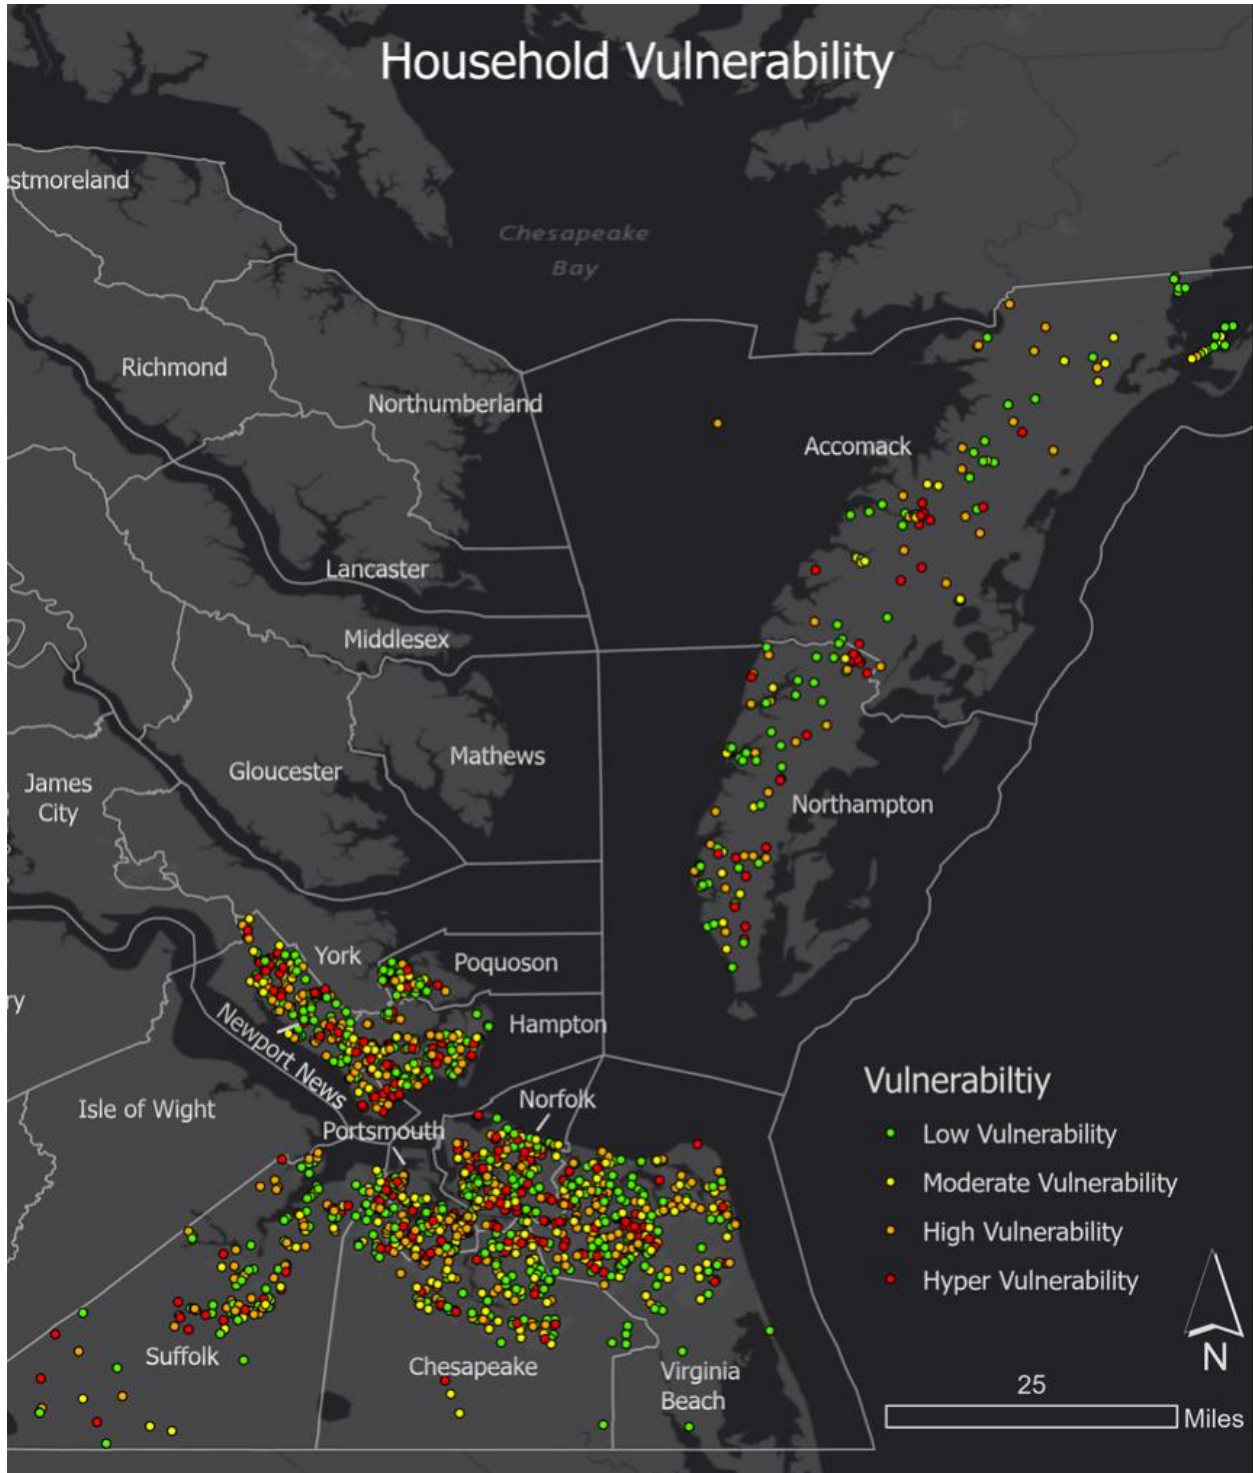 Household Vulnerability
estmoreland
Chesapeake
Bay
Richmond
Northumberland
Accomack
Lancaster
Middlesex
Mathews
Gloucester
James
City
Northampton
York
Poquoson
ry
Hampton
Newport News
Isle of Wight
Norfolk
Portsmouth
Vulnerabiltiy
Low Vulnerability
Moderate Vulnerability
High Vulnerability
Hyper Vulnerability
Suffolk
Chesapeake
Virginia
Beach
N
25
Miles